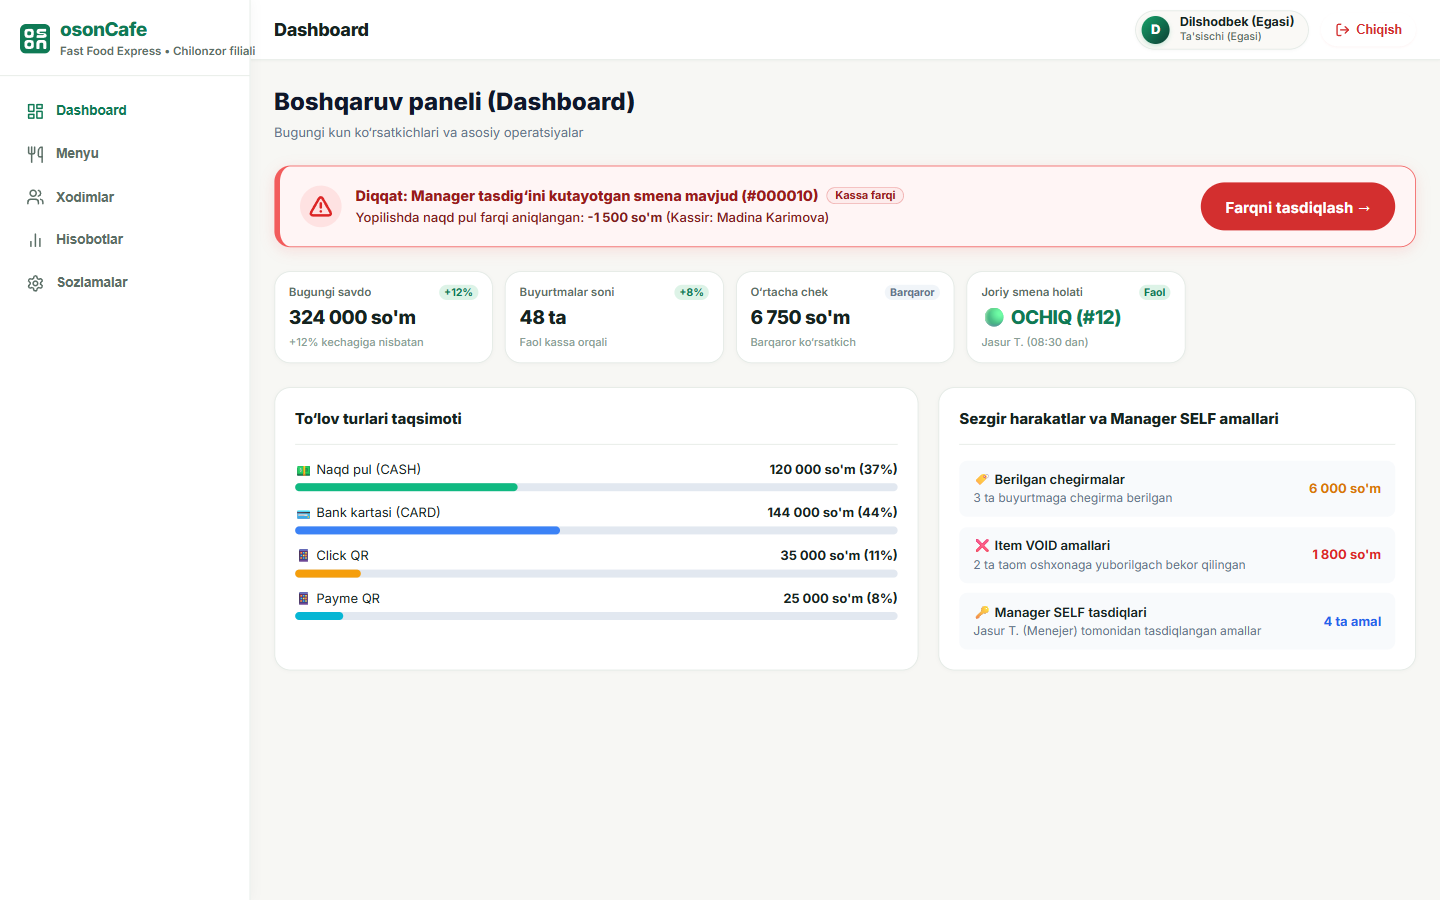 oson
osonCafe
Fast Food Express • Chilonzor filiali
Dashboard
Menyu
Xodimlar
Hisobotlar
Sozlamalar
Dashboard
D
Dilshodbek (Egasi)
Ta'sischi (Egasi)
Chiqish
Boshqaruv paneli (Dashboard)
Bugungi kun ko‘rsatkichlari va asosiy operatsiyalar
Diqqat: Manager tasdig‘ini kutayotgan smena mavjud (#000010) Kassa farqi
Yopilishda naqd pul farqi aniqlangan: -1 500 so'm (Kassir: Madina Karimova)
Farqni tasdiqlash →
Bugungi savdo +12%
324 000 so'm
+12% kechagiga nisbatan
Buyurtmalar soni +8%
48 ta
Faol kassa orqali
O‘rtacha chek Barqaror
6 750 so'm
Barqaror ko‘rsatkich
Joriy smena holati Faol
OCHIQ (#12)
Jasur T. (08:30 dan)
To‘lov turlari taqsimoti
Naqd pul (CASH) 120 000 so'm (37%)
Bank kartasi (CARD) 144 000 so'm (44%)
Click QR 35 000 so'm (11%)
Payme QR 25 000 so'm (8%)
Sezgir harakatlar va Manager SELF amallari
Berilgan chegirmalar
3 ta buyurtmaga chegirma berilgan
6 000 so'm
Item VOID amallari
2 ta taom oshxonaga yuborilgach bekor qilingan
1 800 so'm
Manager SELF tasdiqlari
Jasur T. (Menejer) tomonidan tasdiqlangan amallar
4 ta amal